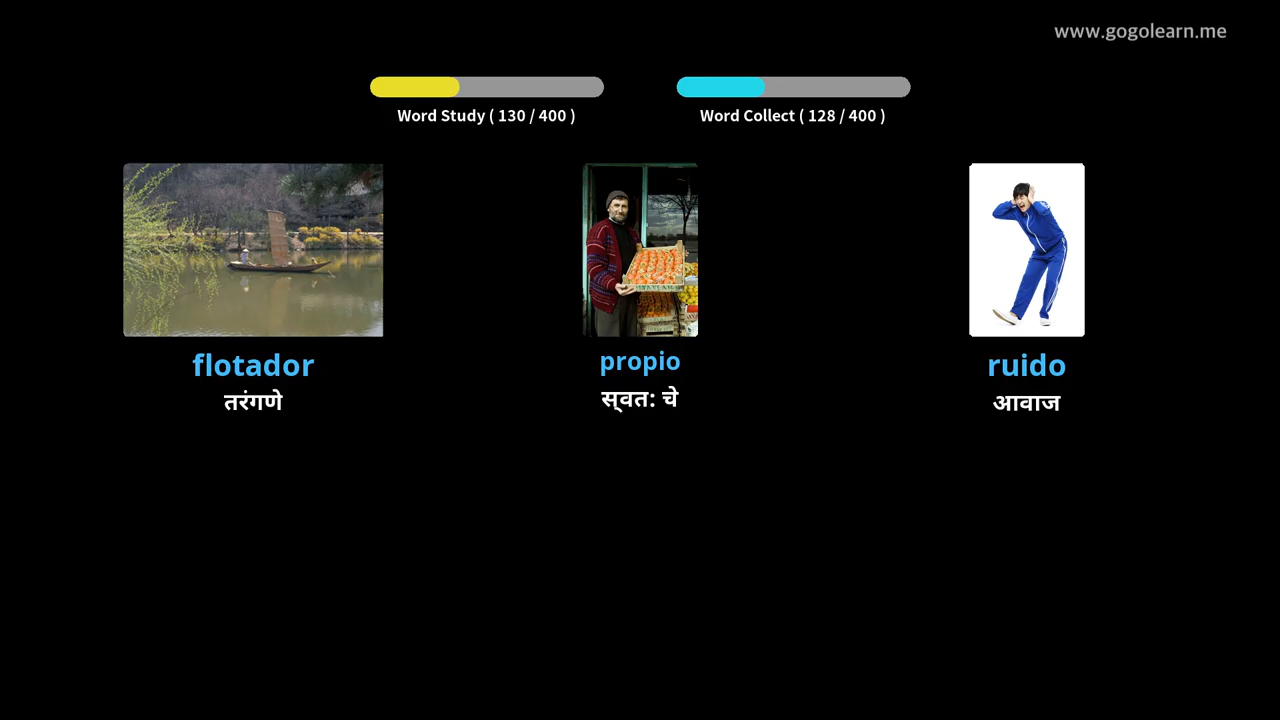 www.gogolearn.me
Word Study ( 130 / 400 )
Word Collect ( 128 / 400 )
flotador
propio
ruido
तरंगणे
स्‌वत: चे
आवाज